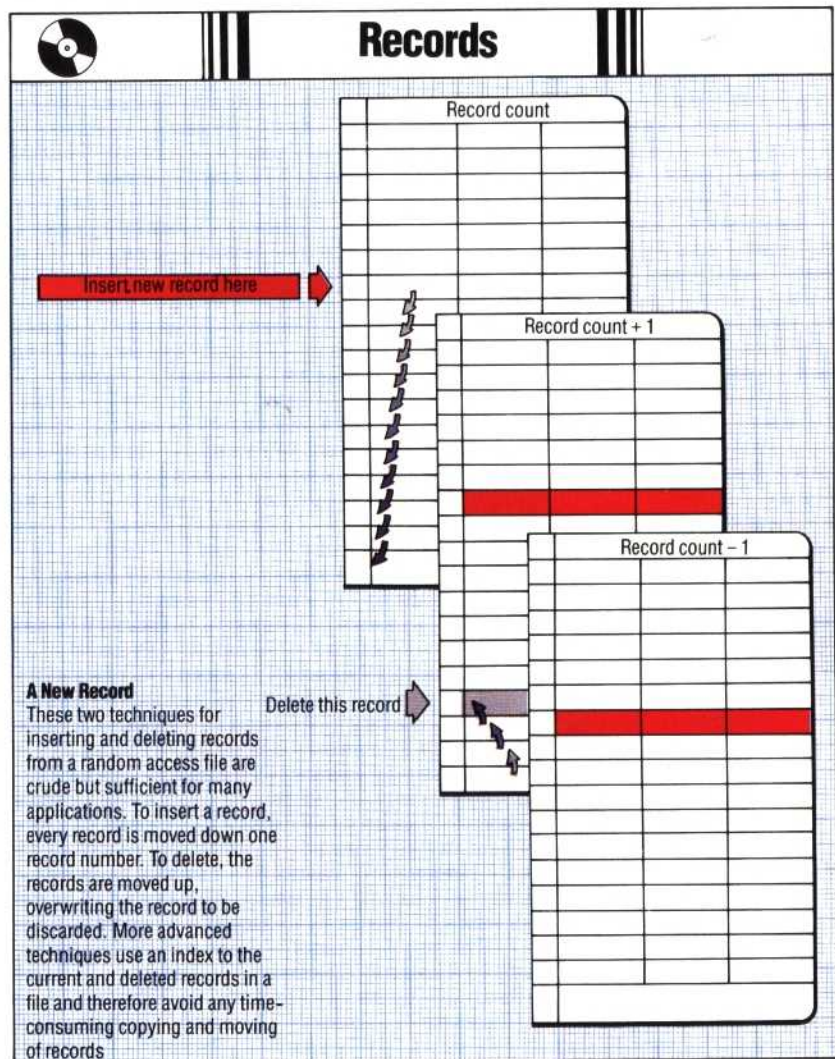 Records
Record count
Insert new record here
Record count + 1
Record count – 1
Delete this record
A New Record
These two techniques for
inserting and deleting records
from a random access file are
crude but sufficient for many
applications. To insert a record,
every record is moved down one
record number. To delete, the
records are moved up,
overwriting the record to be
discarded. More advanced
techniques use an index to the
current and deleted records in a
file and therefore avoid any time-
consuming copying and moving
of records